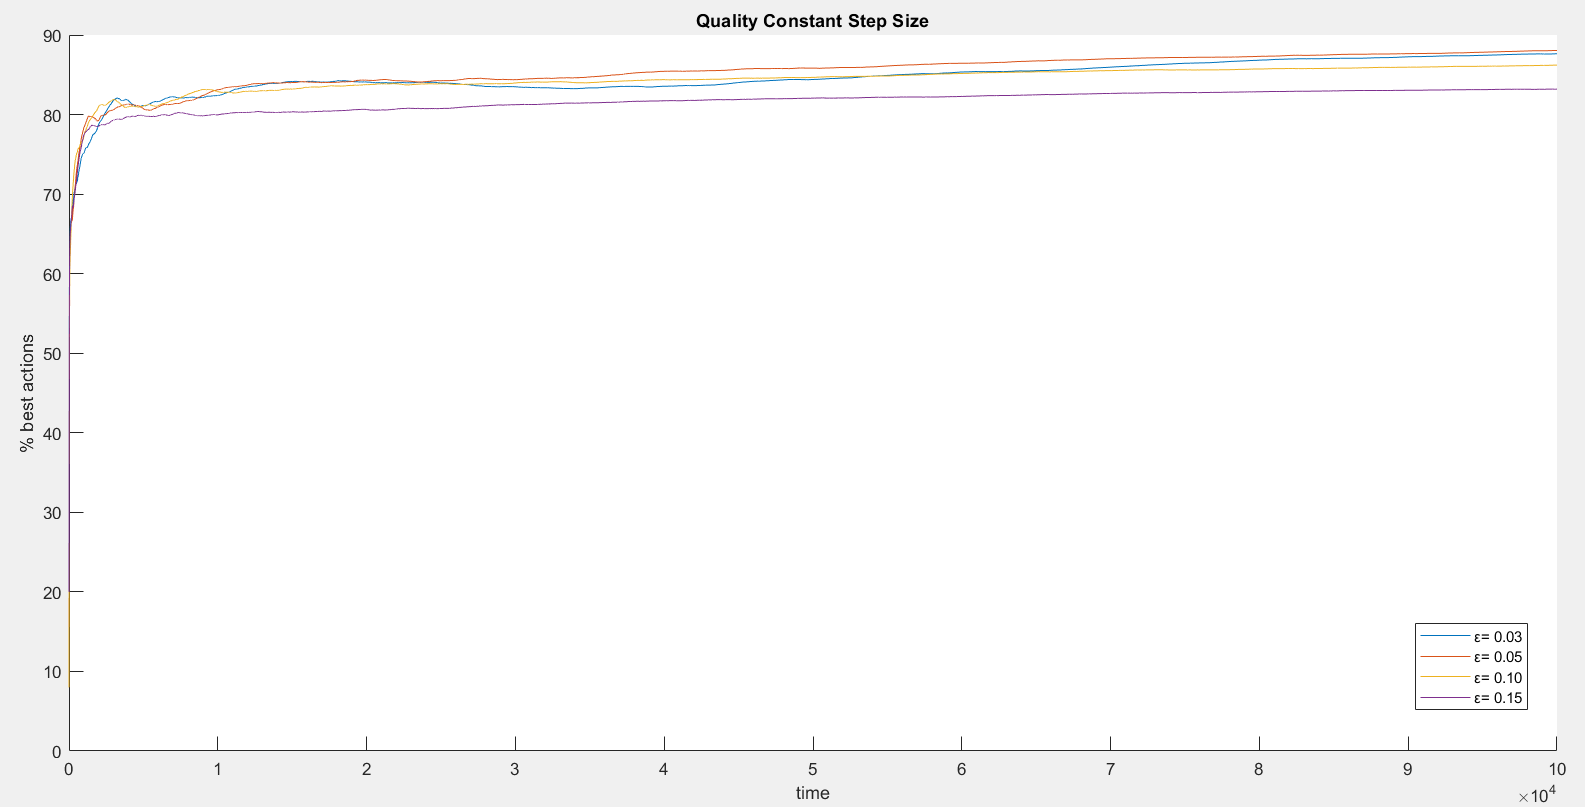 Quality Constant Step Size
90
80
70
60
50
40
30
20
10
0
% best actions
0 1 2 3 4 5 6 7 8 9 10
time
×10⁴
ε= 0.03
ε= 0.05
ε= 0.10
ε= 0.15